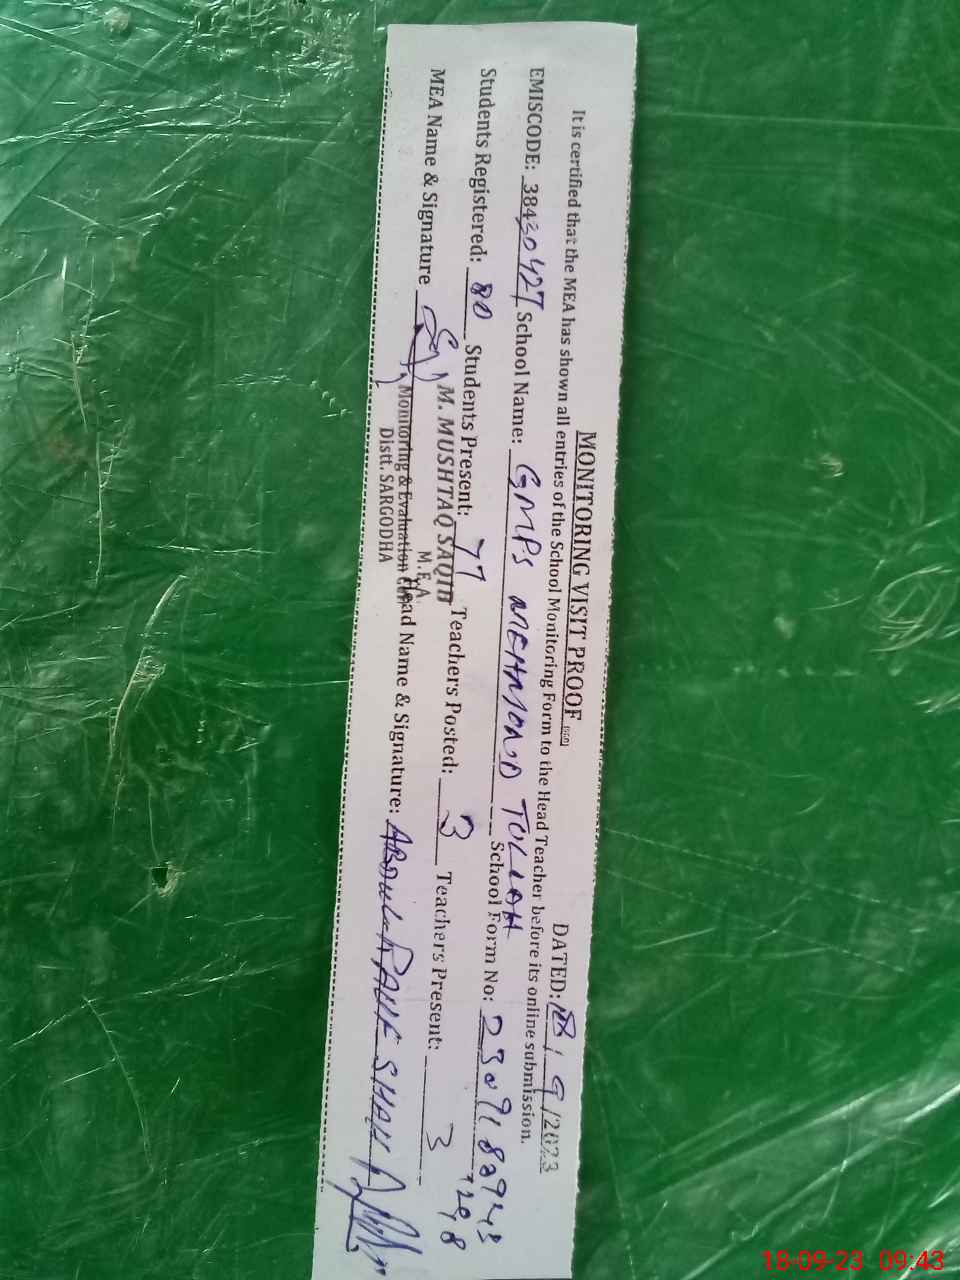 MONITORING VISIT PROOF
DATED: 18/9/2023
It is certified that the MEA has shown all entries of the School Monitoring Form to the Head Teacher before its online submission.
EMISCODE: 38430427 School Name: GMPS MEHMOOD TULLAH School Form No:
Students Registered: 80 Students Present: 77 Teachers Posted: 3 Teachers Present: 3
MEA Name & Signature M. MUSHTAQ SAQIB Head Name & Signature: ABDUL RAUF SHAH
M.E.A
Monitoring & Evaluation
Distt. SARGODHA
18-09-23 09:43